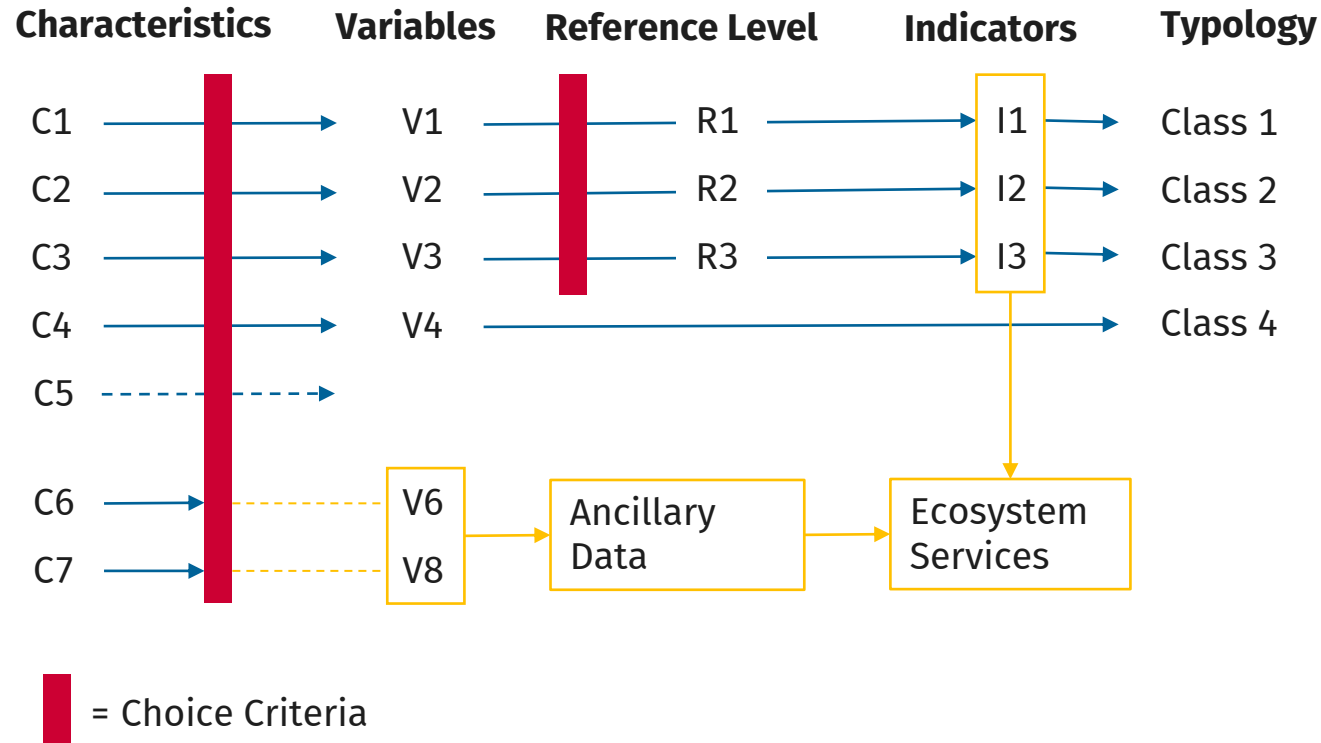 Characteristics Variables Reference Level Indicators Typology
C1 V1 R1 I1 Class 1
C2 V2 R2 I2 Class 2
C3 V3 R3 I3 Class 3
C4 V4 Class 4
C5
C6 V6 Ancillary Ecosystem
C7 V8 Data Services
= Choice Criteria